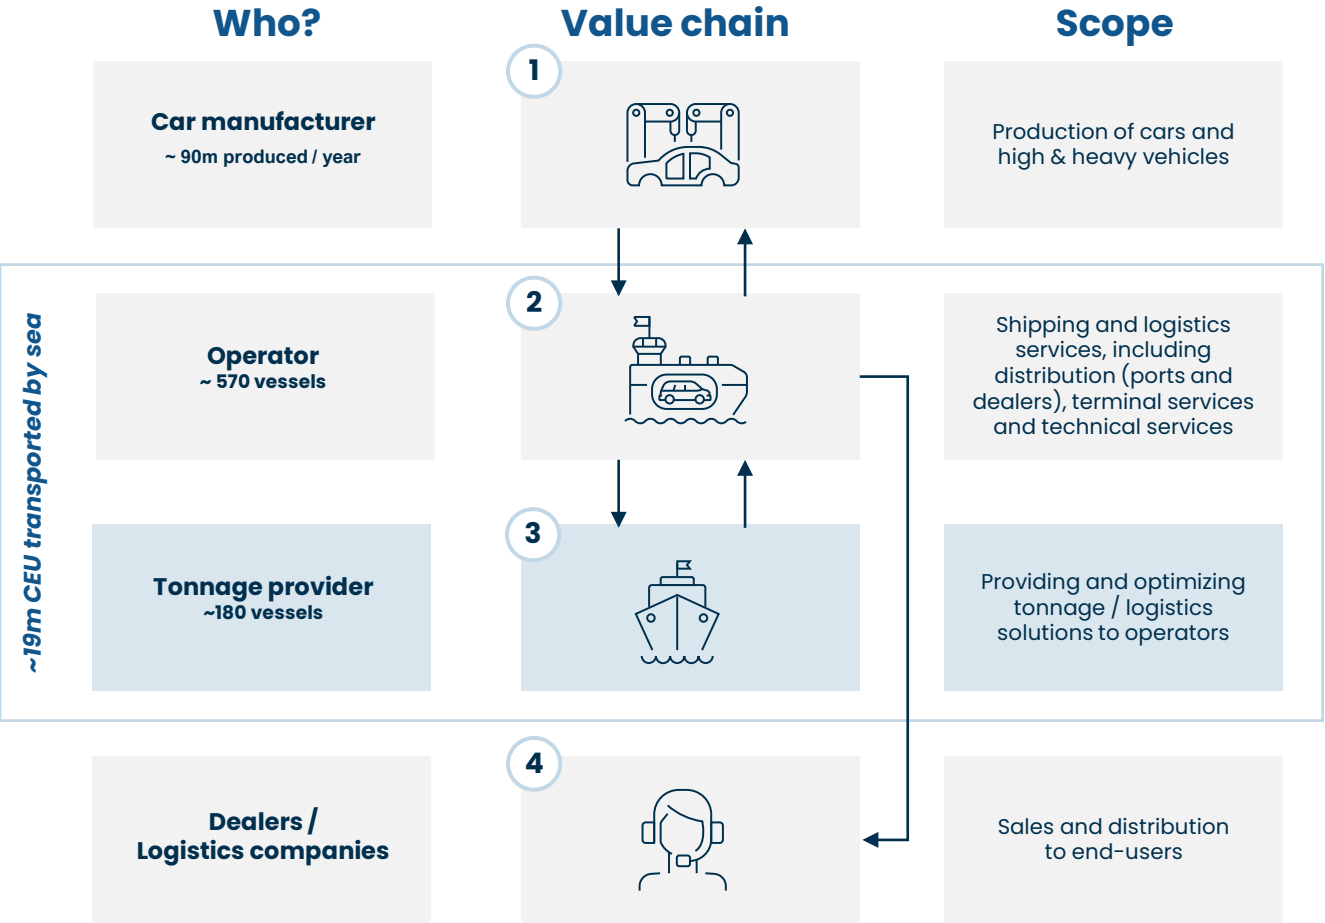 Who?
Value chain
Scope
1
Car manufacturer
~ 90m produced / year
Production of cars and
high & heavy vehicles
~19m CEU transported by sea
2
Operator
~ 570 vessels
Shipping and logistics
services, including
distribution (ports and
dealers), terminal services
and technical services
3
Tonnage provider
~180 vessels
Providing and optimizing
tonnage / logistics
solutions to operators
4
Dealers /
Logistics companies
Sales and distribution
to end-users